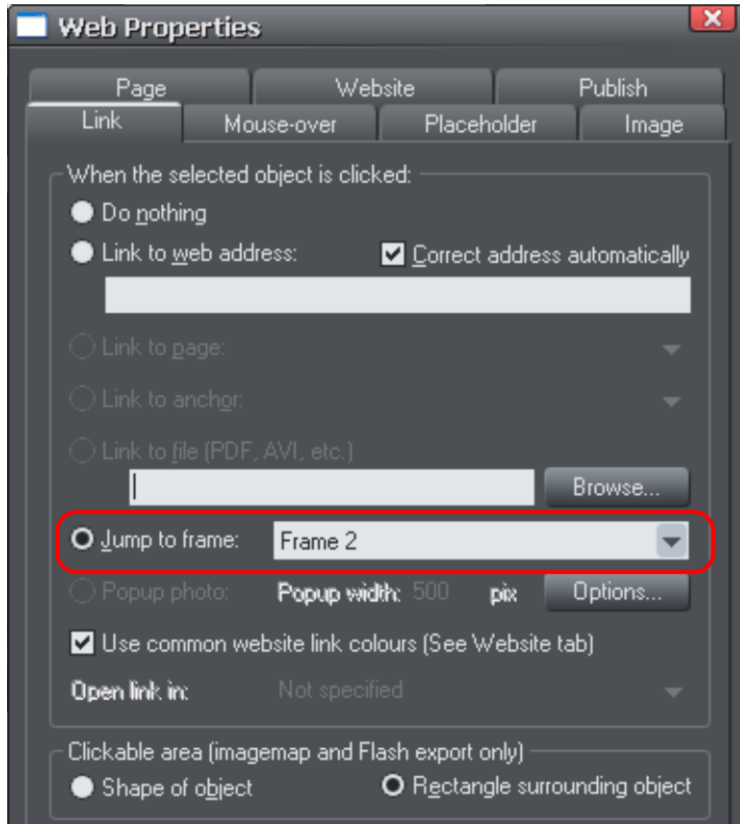 Web Properties
Page Website Publish
Link Mouse-over Placeholder Image
When the selected object is clicked:
Do nothing
Link to web address: Correct address automatically
Link to page:
Link to anchor:
Link to file (PDF, AVI, etc.)
Browse...
Jump to frame: Frame 2
Popup photo: Popup width: 500 pix Options...
Use common website link colours (See Website tab)
Open link in: Not specified
Clickable area (imagemap and Flash export only)
Shape of object Rectangle surrounding object